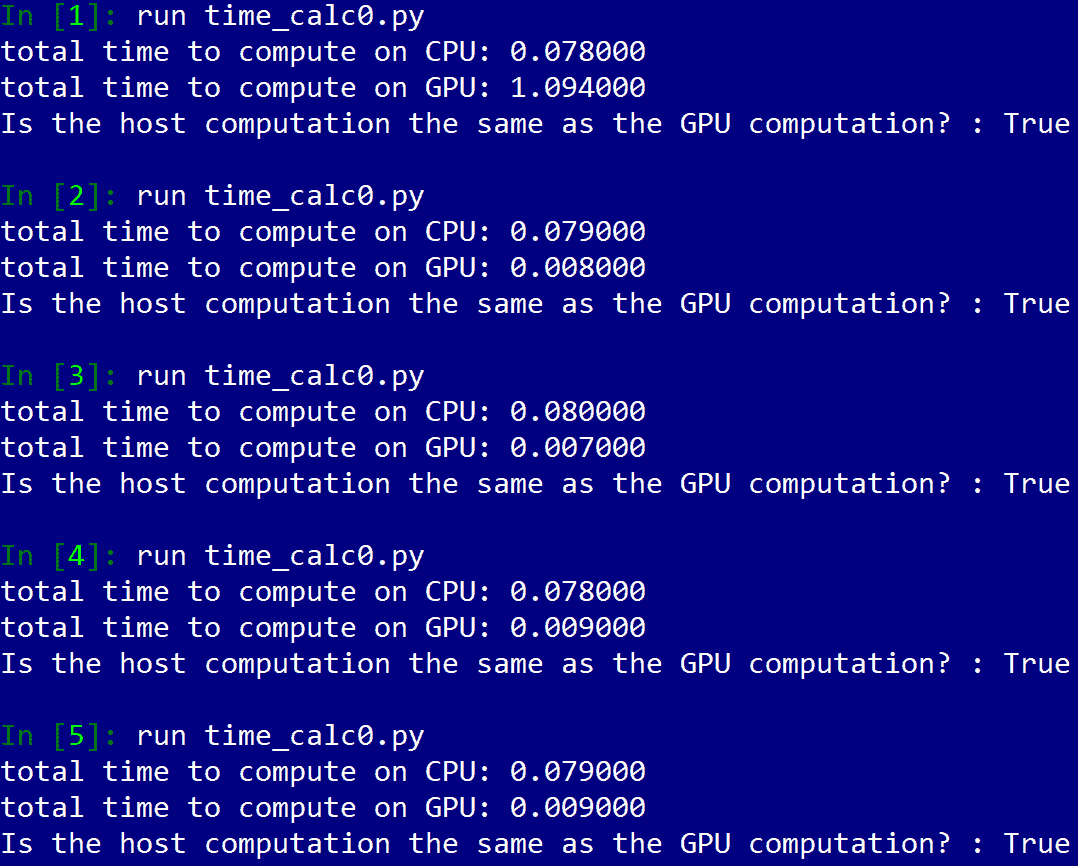 In [1]: run time_calc0.py
total time to compute on CPU: 0.078000
total time to compute on GPU: 1.094000
Is the host computation the same as the GPU computation? : True
In [2]: run time_calc0.py
total time to compute on CPU: 0.079000
total time to compute on GPU: 0.008000
Is the host computation the same as the GPU computation? : True
In [3]: run time_calc0.py
total time to compute on CPU: 0.080000
total time to compute on GPU: 0.007000
Is the host computation the same as the GPU computation? : True
In [4]: run time_calc0.py
total time to compute on CPU: 0.078000
total time to compute on GPU: 0.009000
Is the host computation the same as the GPU computation? : True
In [5]: run time_calc0.py
total time to compute on CPU: 0.079000
total time to compute on GPU: 0.009000
Is the host computation the same as the GPU computation? : True